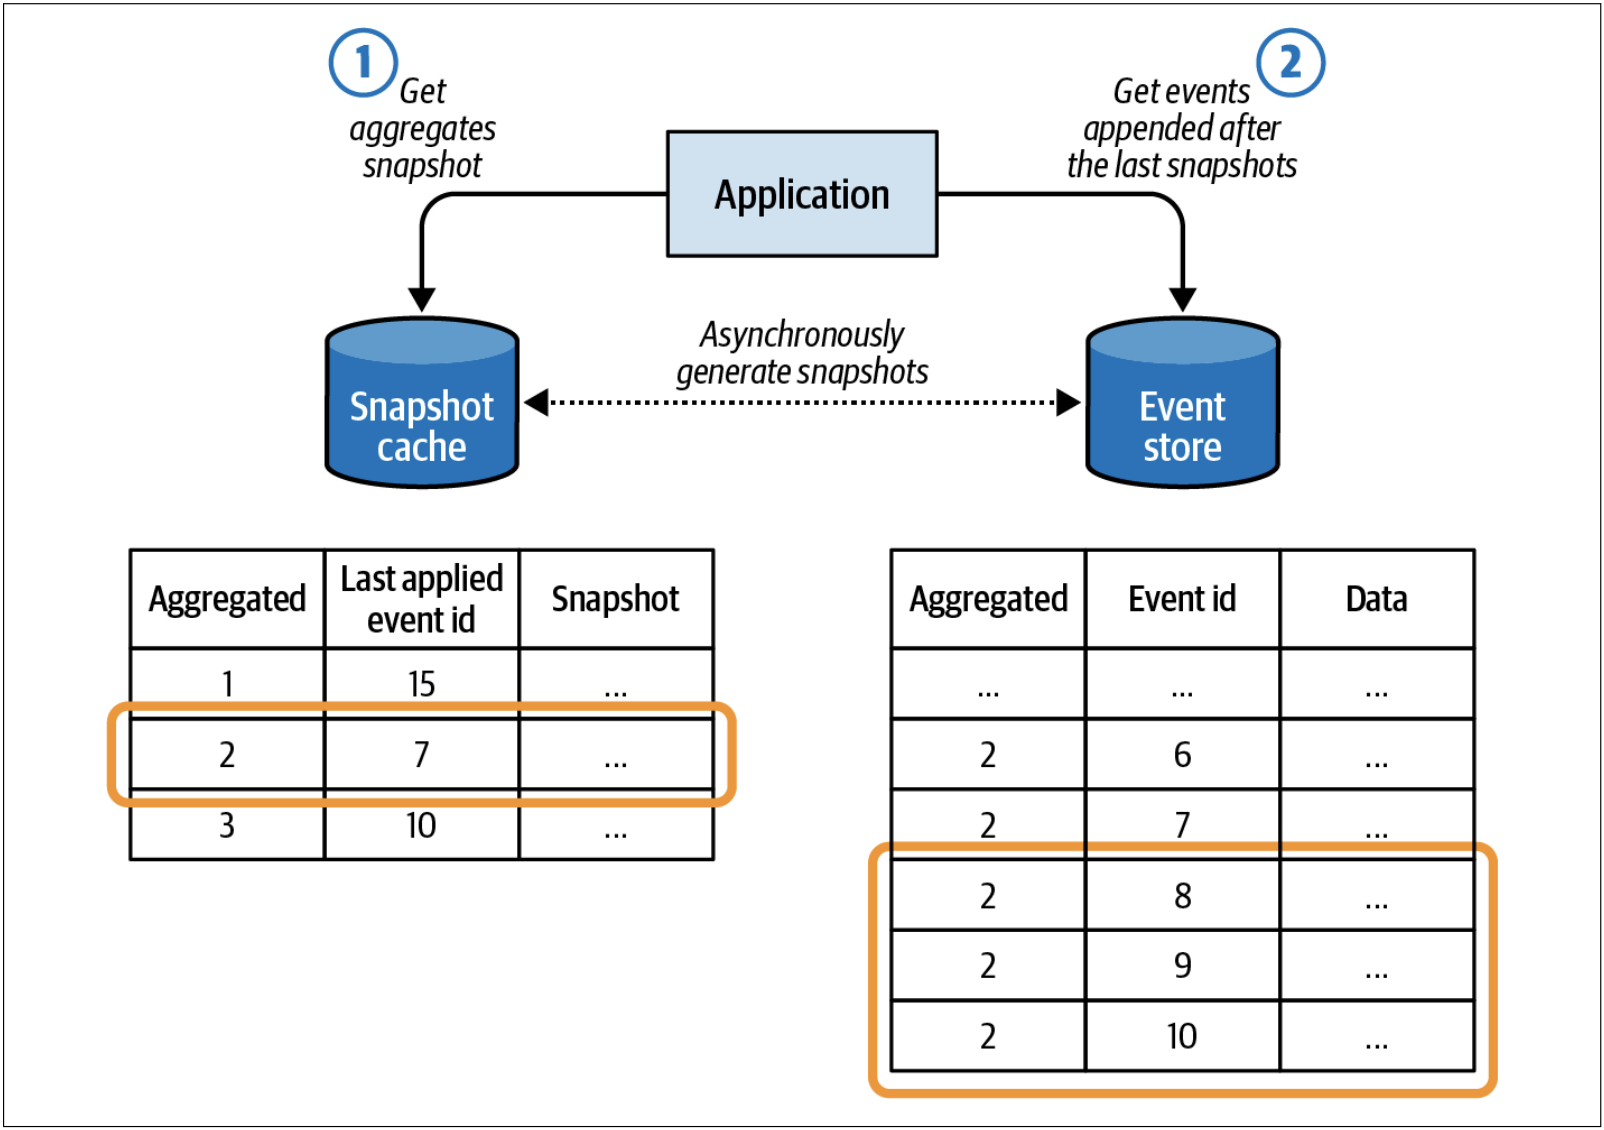 1
Get
aggregates
snapshot
2
Get events
appended after
the last snapshots
Application
Asynchronously
generate snapshots
Snapshot
cache
Event
store
Aggregated Last applied event id Snapshot
1 15 ...
2 7 ...
3 10 ...
Aggregated Event id Data
... ... ...
2 6 ...
2 7 ...
2 8 ...
2 9 ...
2 10 ...